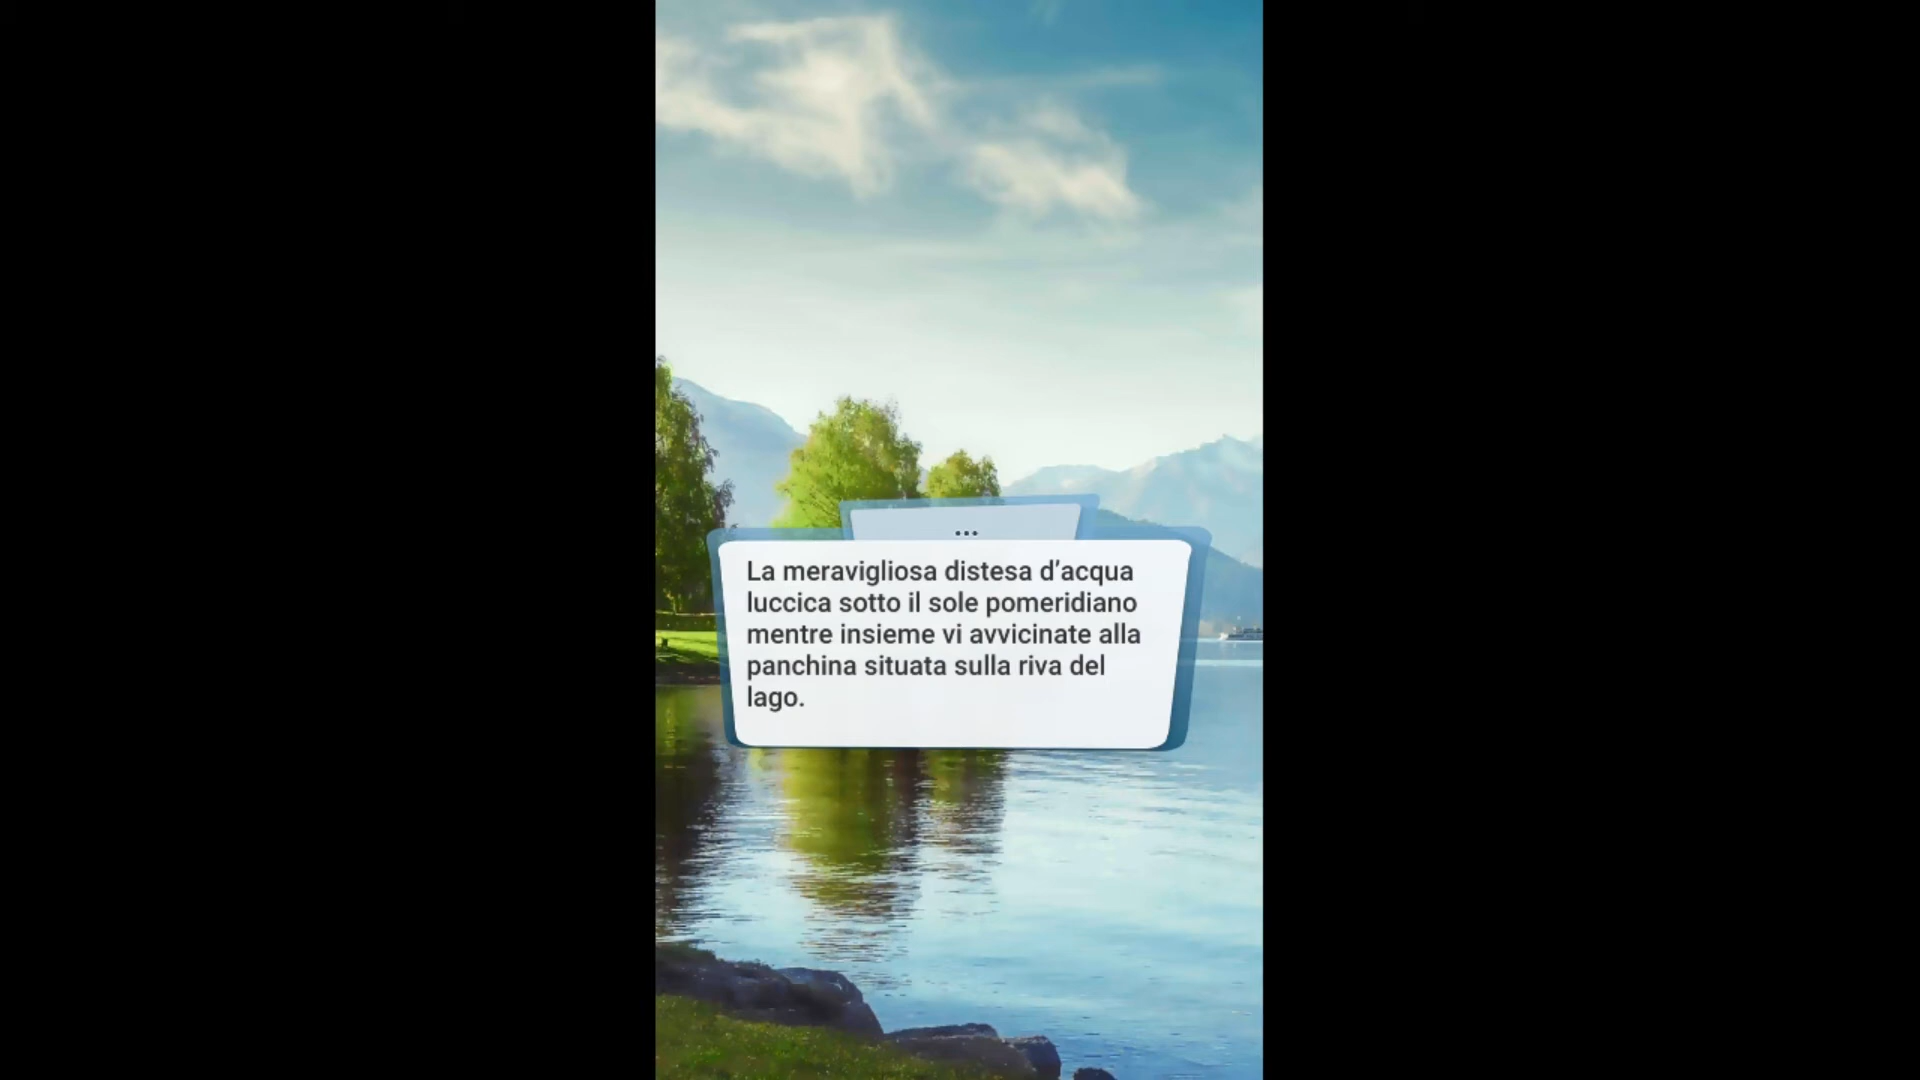 ...
La meravigliosa distesa d’acqua
luccica sotto il sole pomeridiano
mentre insieme vi avvicinate alla
panchina situata sulla riva del
lago.